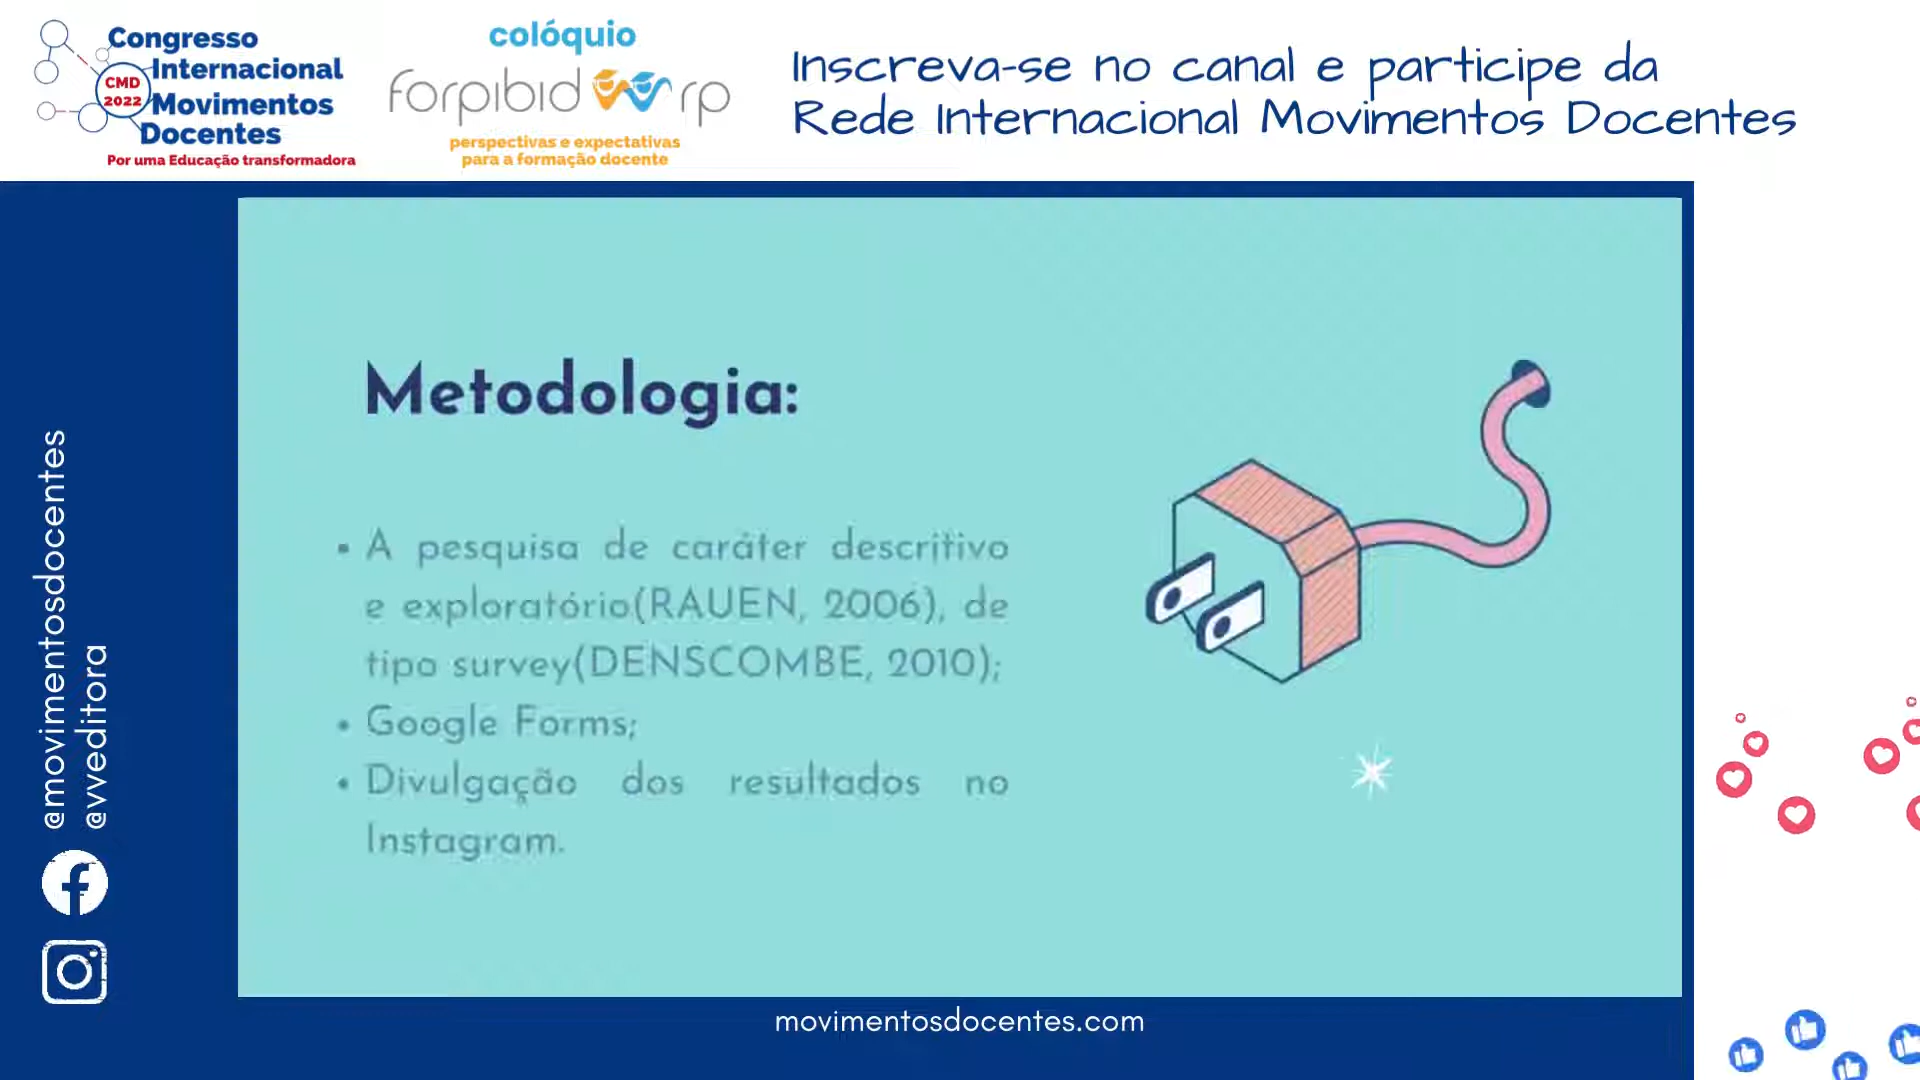 Congresso
Internacional
CMD
2022
Movimentos
Docentes
Por uma Educação transformadora
colóquio
forpibid rp
perspectivas e expectativas
para a formação docente
Inscreva-se no canal e participe da
Rede Internacional Movimentos Docentes
@movimentosdocentes
@vveditora
Metodologia:
• A pesquisa de caráter descritivo
e exploratório(RAUEN, 2006), de
tipo survey(DENSCOMBE, 2010);
• Google Forms;
• Divulgação dos resultados no
Instagram.
movimentosdocentes.com